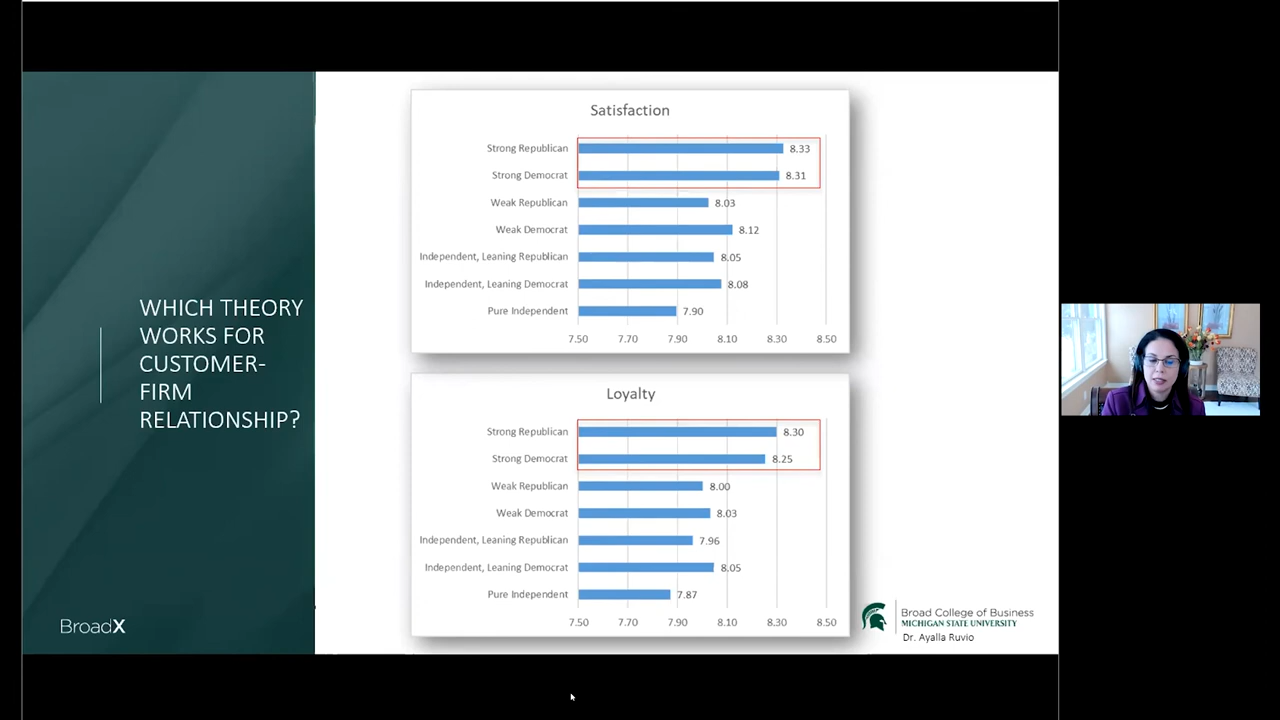 WHICH THEORY
WORKS FOR
CUSTOMER-
FIRM
RELATIONSHIP?
BroadX
Satisfaction
Strong Republican 8.33
Strong Democrat 8.31
Weak Republican 8.03
Weak Democrat 8.12
Independent, Leaning Republican 8.05
Independent, Leaning Democrat 8.08
Pure Independent 7.90
7.50 7.70 7.90 8.10 8.30 8.50
Loyalty
Strong Republican 8.30
Strong Democrat 8.25
Weak Republican 8.00
Weak Democrat 8.03
Independent, Leaning Republican 7.96
Independent, Leaning Democrat 8.05
Pure Independent 7.87
7.50 7.70 7.90 8.10 8.30 8.50
Broad College of Business
MICHIGAN STATE UNIVERSITY
Dr. Ayalla Ruvio